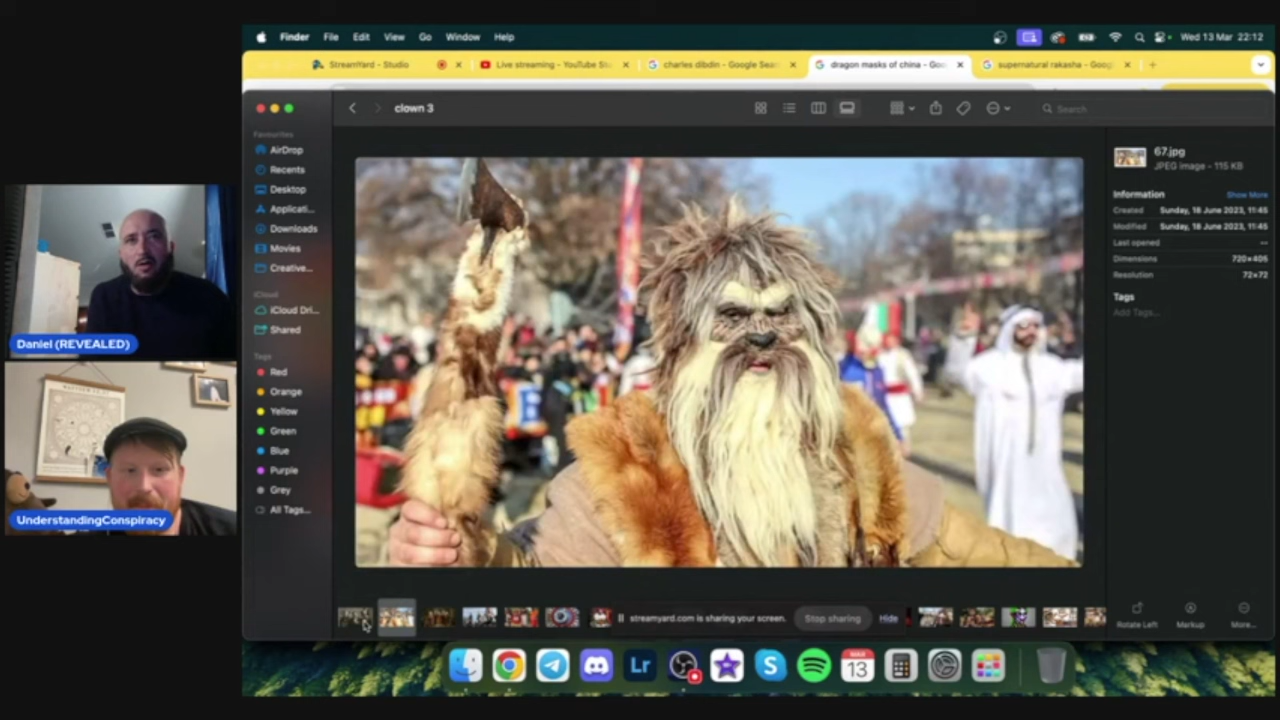 Finder File Edit View Go Window Help
Wed 13 Mar 22:12
StreamYard - Studio
Live streaming - YouTube St
charles dibdin - Google Sear
dragon masks of china - Goo
supernatural rakasha - Goog
clown 3
Search
Favourites
AirDrop
Recents
Desktop
Applicati...
Downloads
Movies
Creative...
iCloud
iCloud Dri...
Shared
Tags
Red
Orange
Yellow
Green
Blue
Purple
Grey
All Tags...
67.jpg
JPEG image - 115 KB
Information Show More
Created Sunday, 18 June 2023, 11:45
Modified Sunday, 18 June 2023, 11:45
Last opened --
Dimensions 720×405
Resolution 72×72
Tags
Add Tags...
Daniel (REVEALED)
UnderstandingConspiracy
streamyard.com is sharing your screen.
Stop sharing
Hide
Rotate Left
Markup
More...
Lr
MAR
13